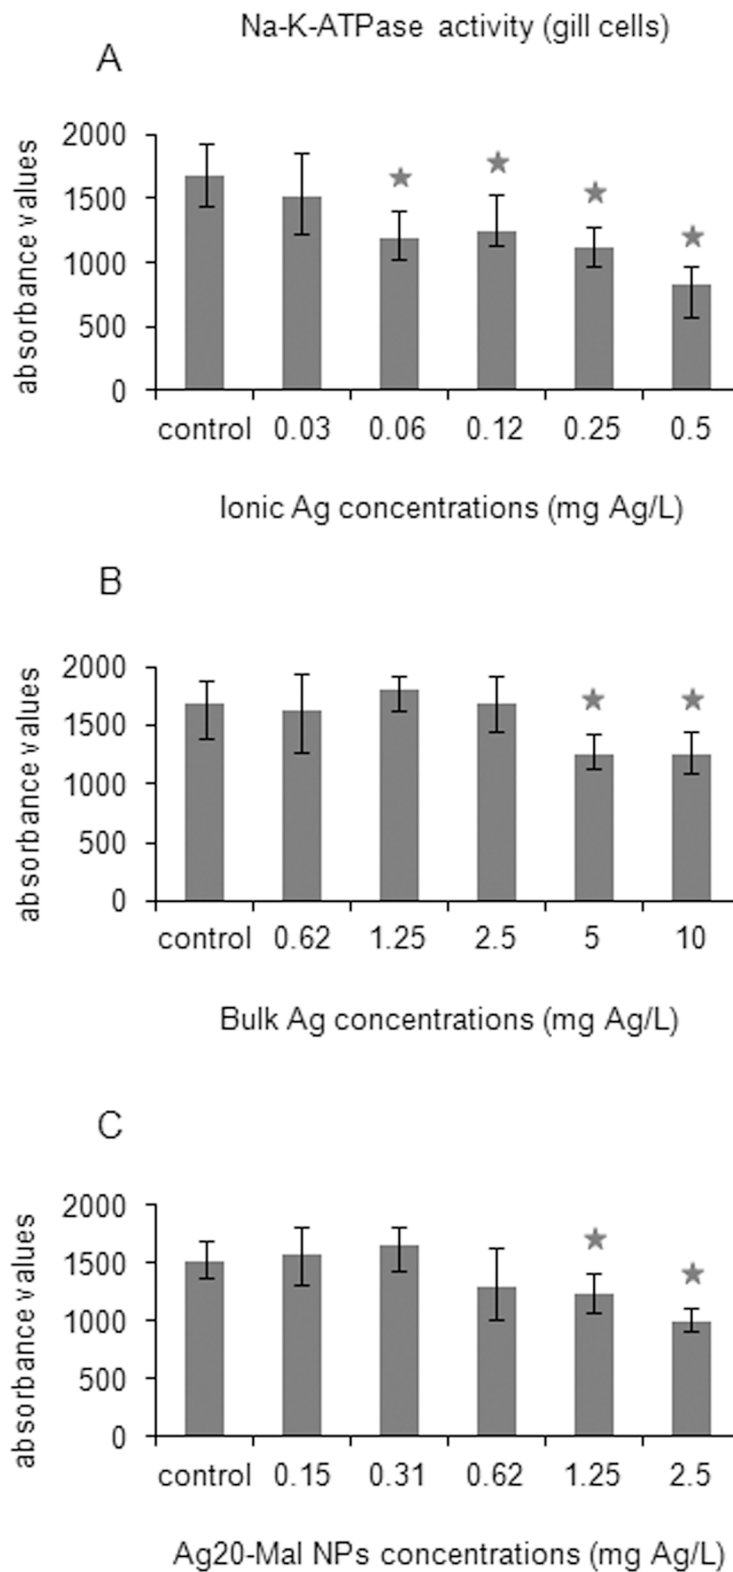 Na-K-ATPase activity (gill cells)
A
absorbance values
2000
1500
1000
500
0
control 0.03 0.06 0.12 0.25 0.5
Ionic Ag concentrations (mg Ag/L)
B
absorbance values
2000
1500
1000
500
0
control 0.62 1.25 2.5 5 10
Bulk Ag concentrations (mg Ag/L)
C
absorbance values
2000
1500
1000
500
0
control 0.15 0.31 0.62 1.25 2.5
Ag20-Mal NPs concentrations (mg Ag/L)